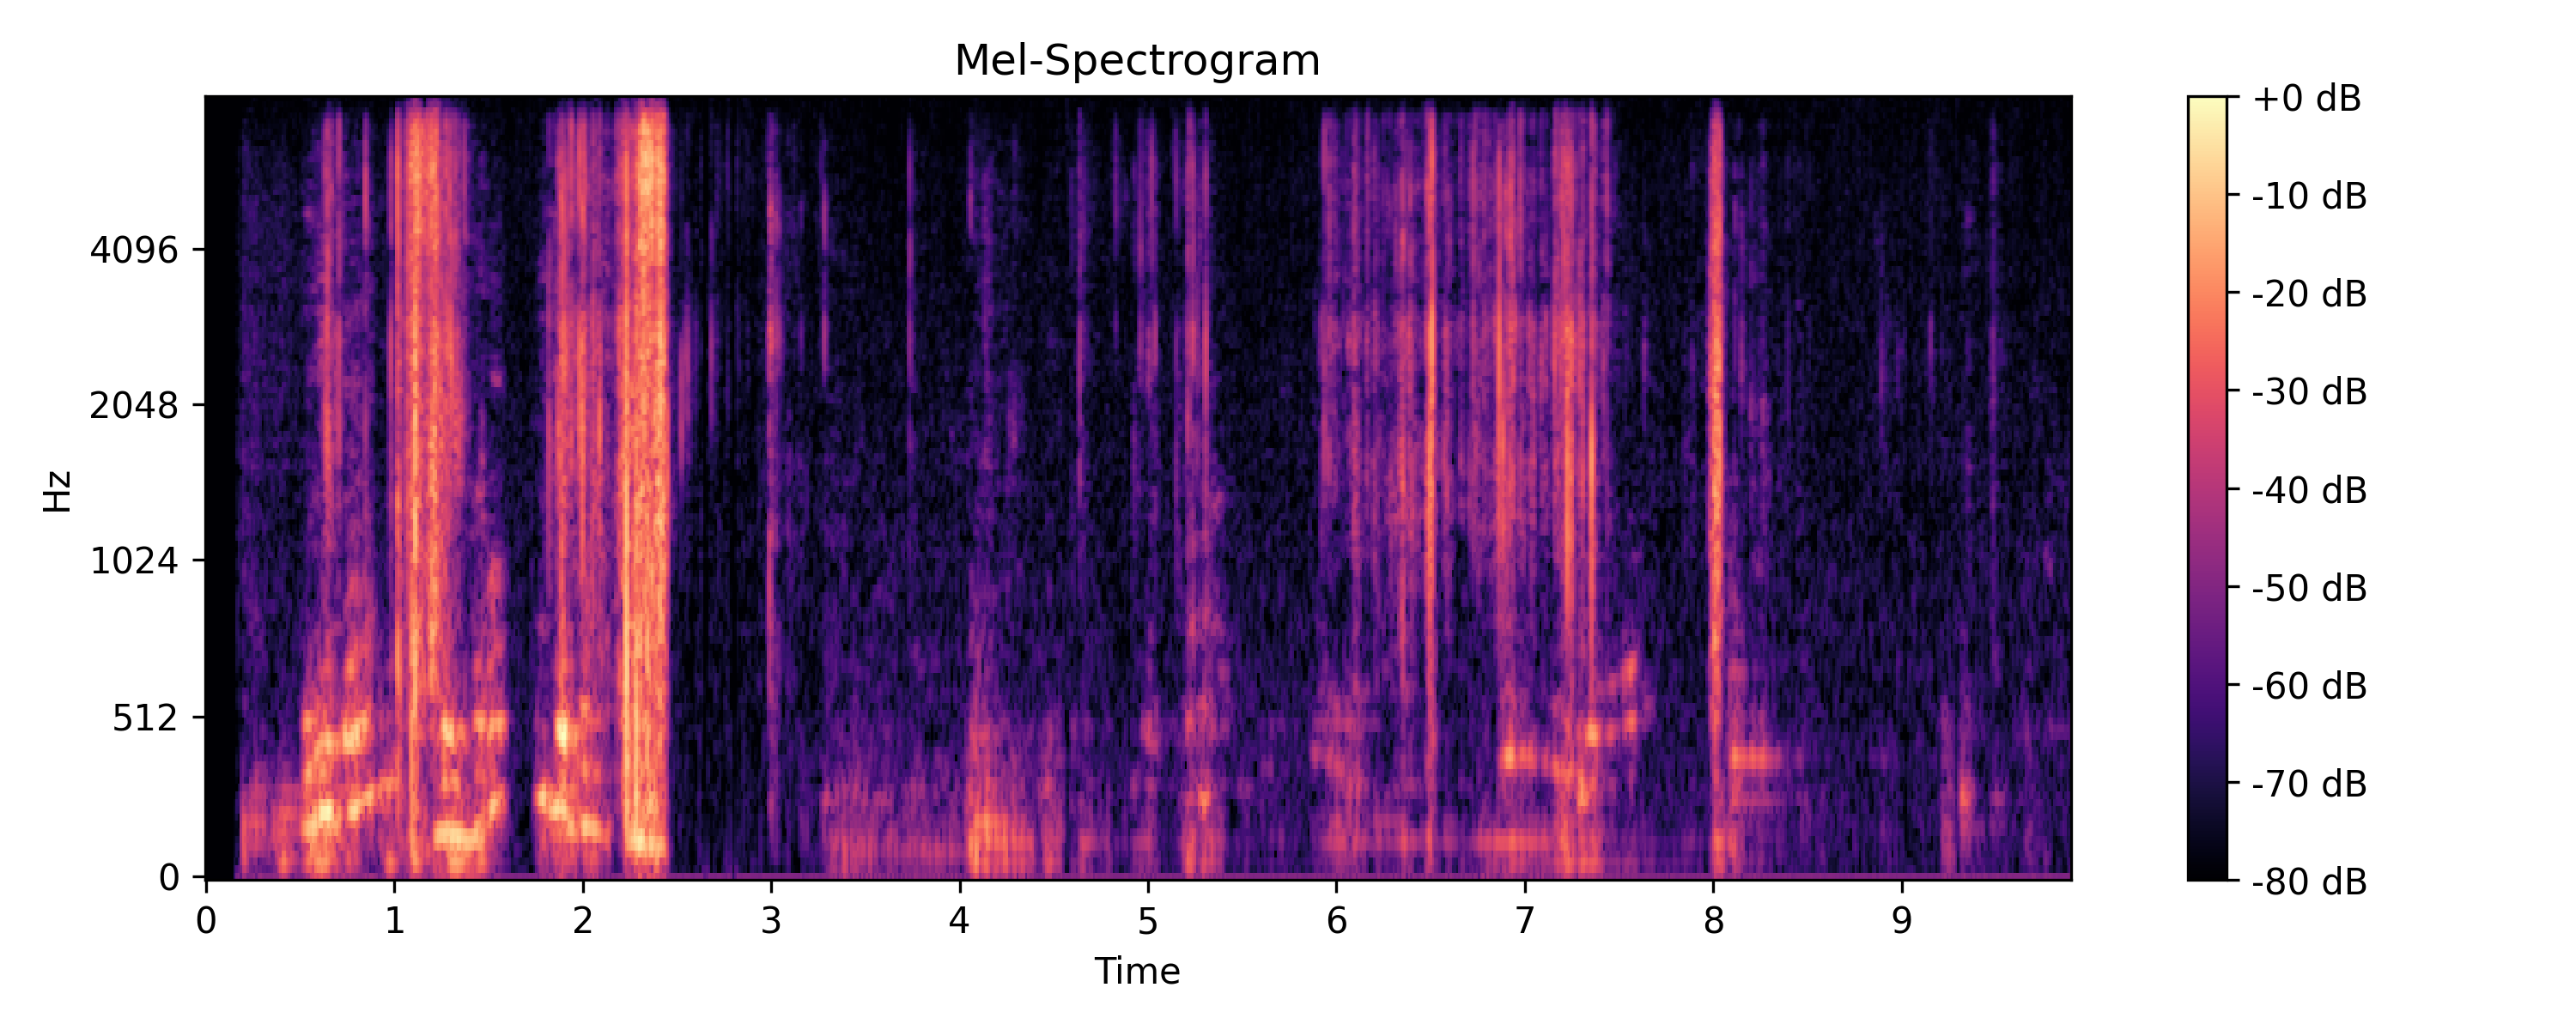 Mel-Spectrogram
+0 dB
-10 dB
-20 dB
-30 dB
-40 dB
-50 dB
-60 dB
-70 dB
-80 dB
4096
2048
1024
512
0
Hz
0 1 2 3 4 5 6 7 8 9
Time